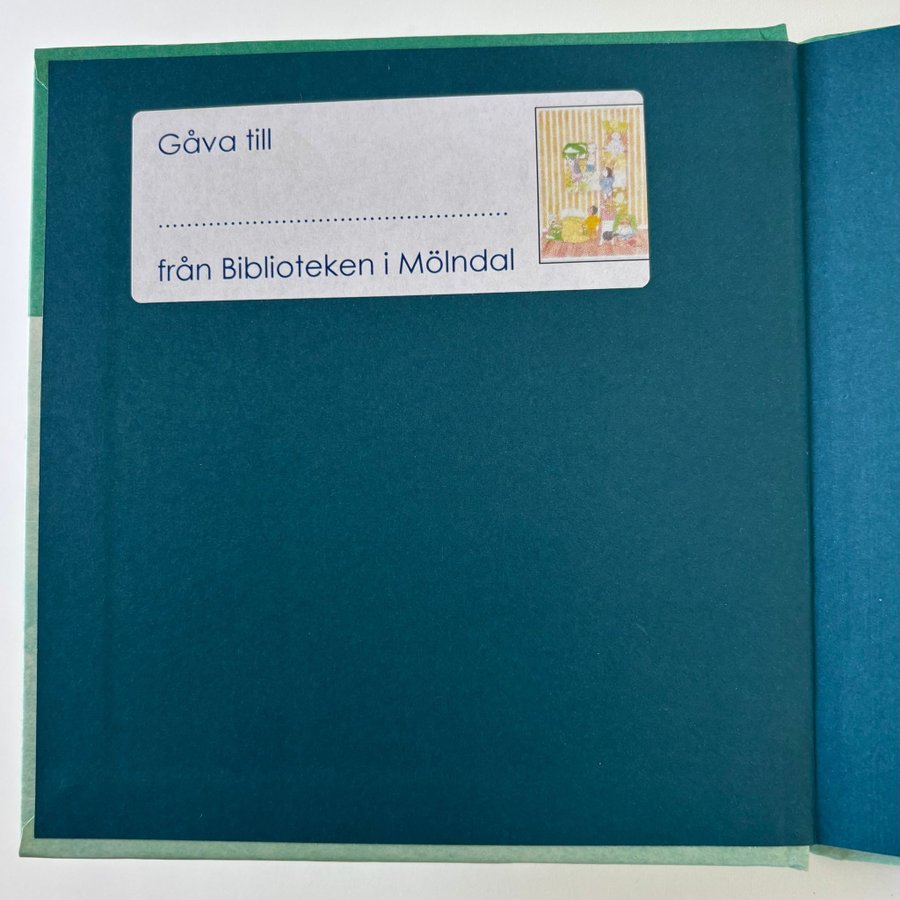 Gåva till
................................................
från Biblioteken i Mölndal